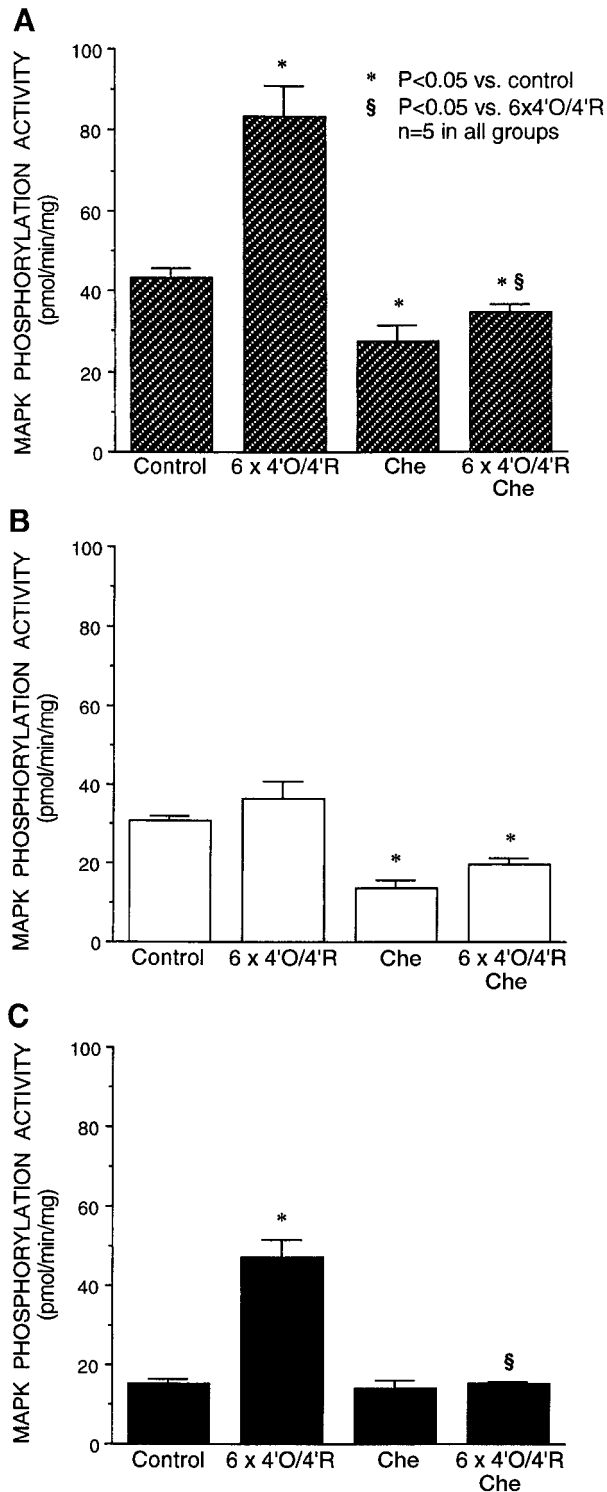 A
MAPK PHOSPHORYLATION ACTIVITY
(pmol/min/mg)
100
80
60
40
20
0
*
*
* §
* P<0.05 vs. control
§ P<0.05 vs. 6x4'O/4'R
n=5 in all groups
Control 6 x 4'O/4'R Che 6 x 4'O/4'R
Che
B
MAPK PHOSPHORYLATION ACTIVITY
(pmol/min/mg)
100
80
60
40
20
0
*
*
Control 6 x 4'O/4'R Che 6 x 4'O/4'R
Che
C
MAPK PHOSPHORYLATION ACTIVITY
(pmol/min/mg)
100
80
60
40
20
0
*
§
Control 6 x 4'O/4'R Che 6 x 4'O/4'R
Che